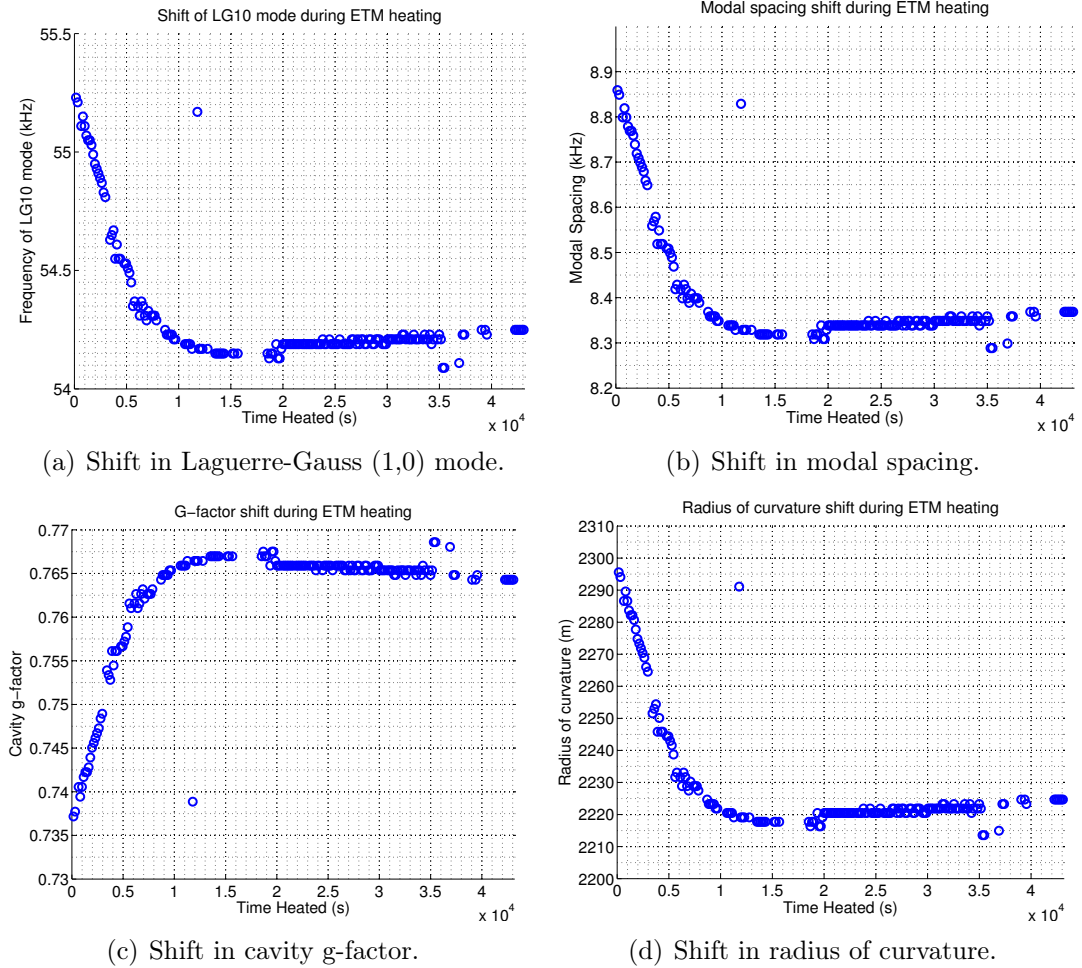 Shift of LG10 mode during ETM heating
55.5
55
54.5
54
Frequency of LG10 mode (kHz)
0 0.5 1 1.5 2 2.5 3 3.5 4
Time Heated (s)
x 10^4
(a) Shift in Laguerre-Gauss (1,0) mode.
Modal spacing shift during ETM heating
8.9
8.8
8.7
8.6
8.5
8.4
8.3
8.2
Modal Spacing (kHz)
0 0.5 1 1.5 2 2.5 3 3.5 4
Time Heated (s)
x 10^4
(b) Shift in modal spacing.
G-factor shift during ETM heating
0.77
0.765
0.76
0.755
0.75
0.745
0.74
0.735
0.73
Cavity g-factor
0 0.5 1 1.5 2 2.5 3 3.5 4
Time Heated (s)
x 10^4
(c) Shift in cavity g-factor.
Radius of curvature shift during ETM heating
2310
2300
2290
2280
2270
2260
2250
2240
2230
2220
2210
2200
Radius of curvature (m)
0 0.5 1 1.5 2 2.5 3 3.5 4
Time Heated (s)
x 10^4
(d) Shift in radius of curvature.